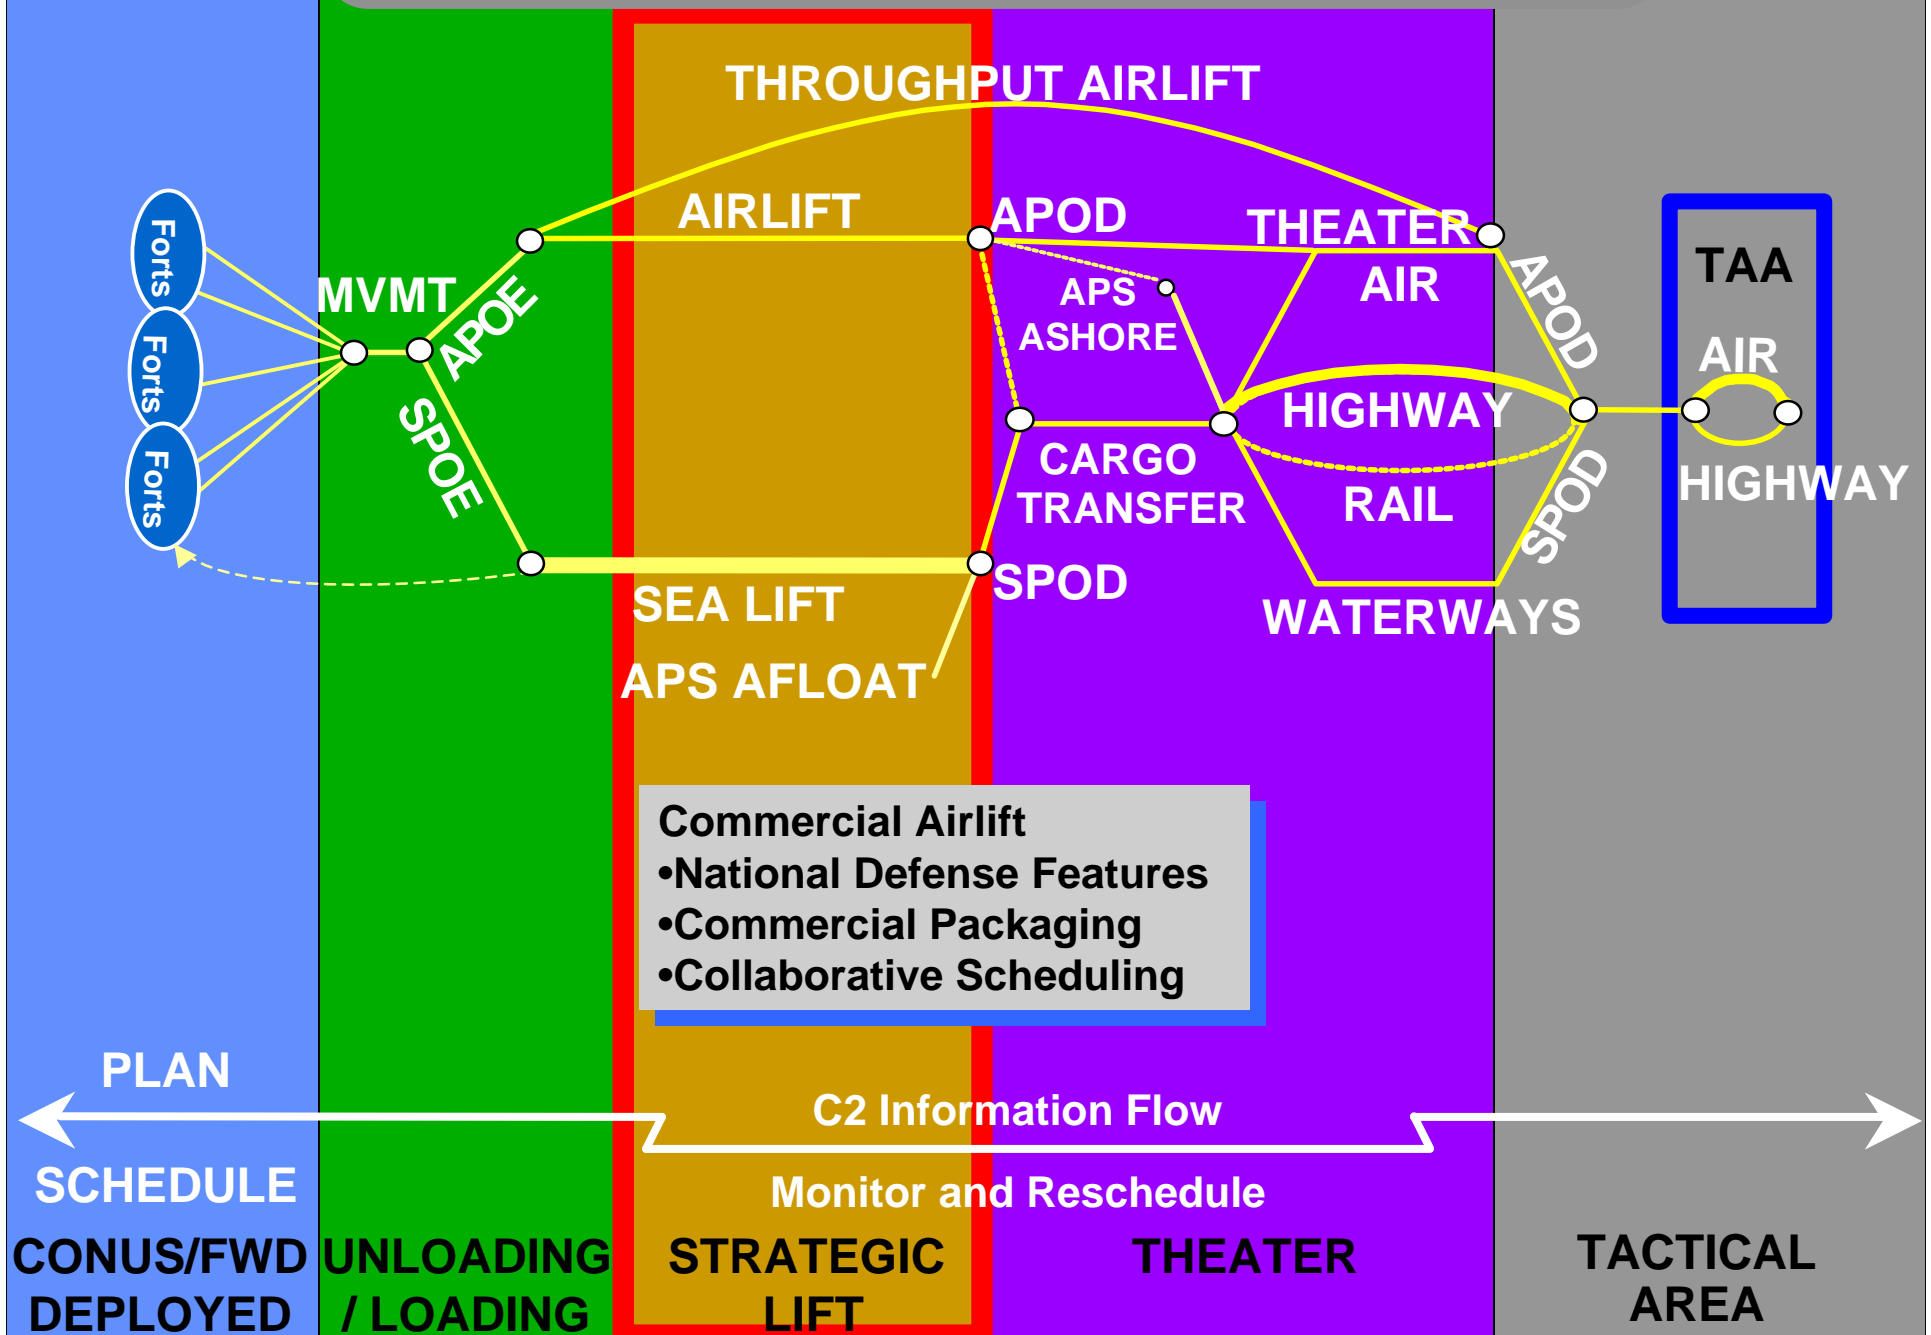 THROUGHPUT AIRLIFT
AIRLIFT
APOD
THEATER
AIR
Forts
Forts
Forts
MVMT
APOE
SPOE
APS
ASHORE
APOD
TAA
AIR
HIGHWAY
HIGHWAY
CARGO
TRANSFER
RAIL
SPOD
SEA LIFT
SPOD
WATERWAYS
APS AFLOAT
Commercial Airlift
•National Defense Features
•Commercial Packaging
•Collaborative Scheduling
PLAN
C2 Information Flow
SCHEDULE
Monitor and Reschedule
CONUS/FWD
DEPLOYED
UNLOADING
/ LOADING
STRATEGIC
LIFT
THEATER
TACTICAL
AREA